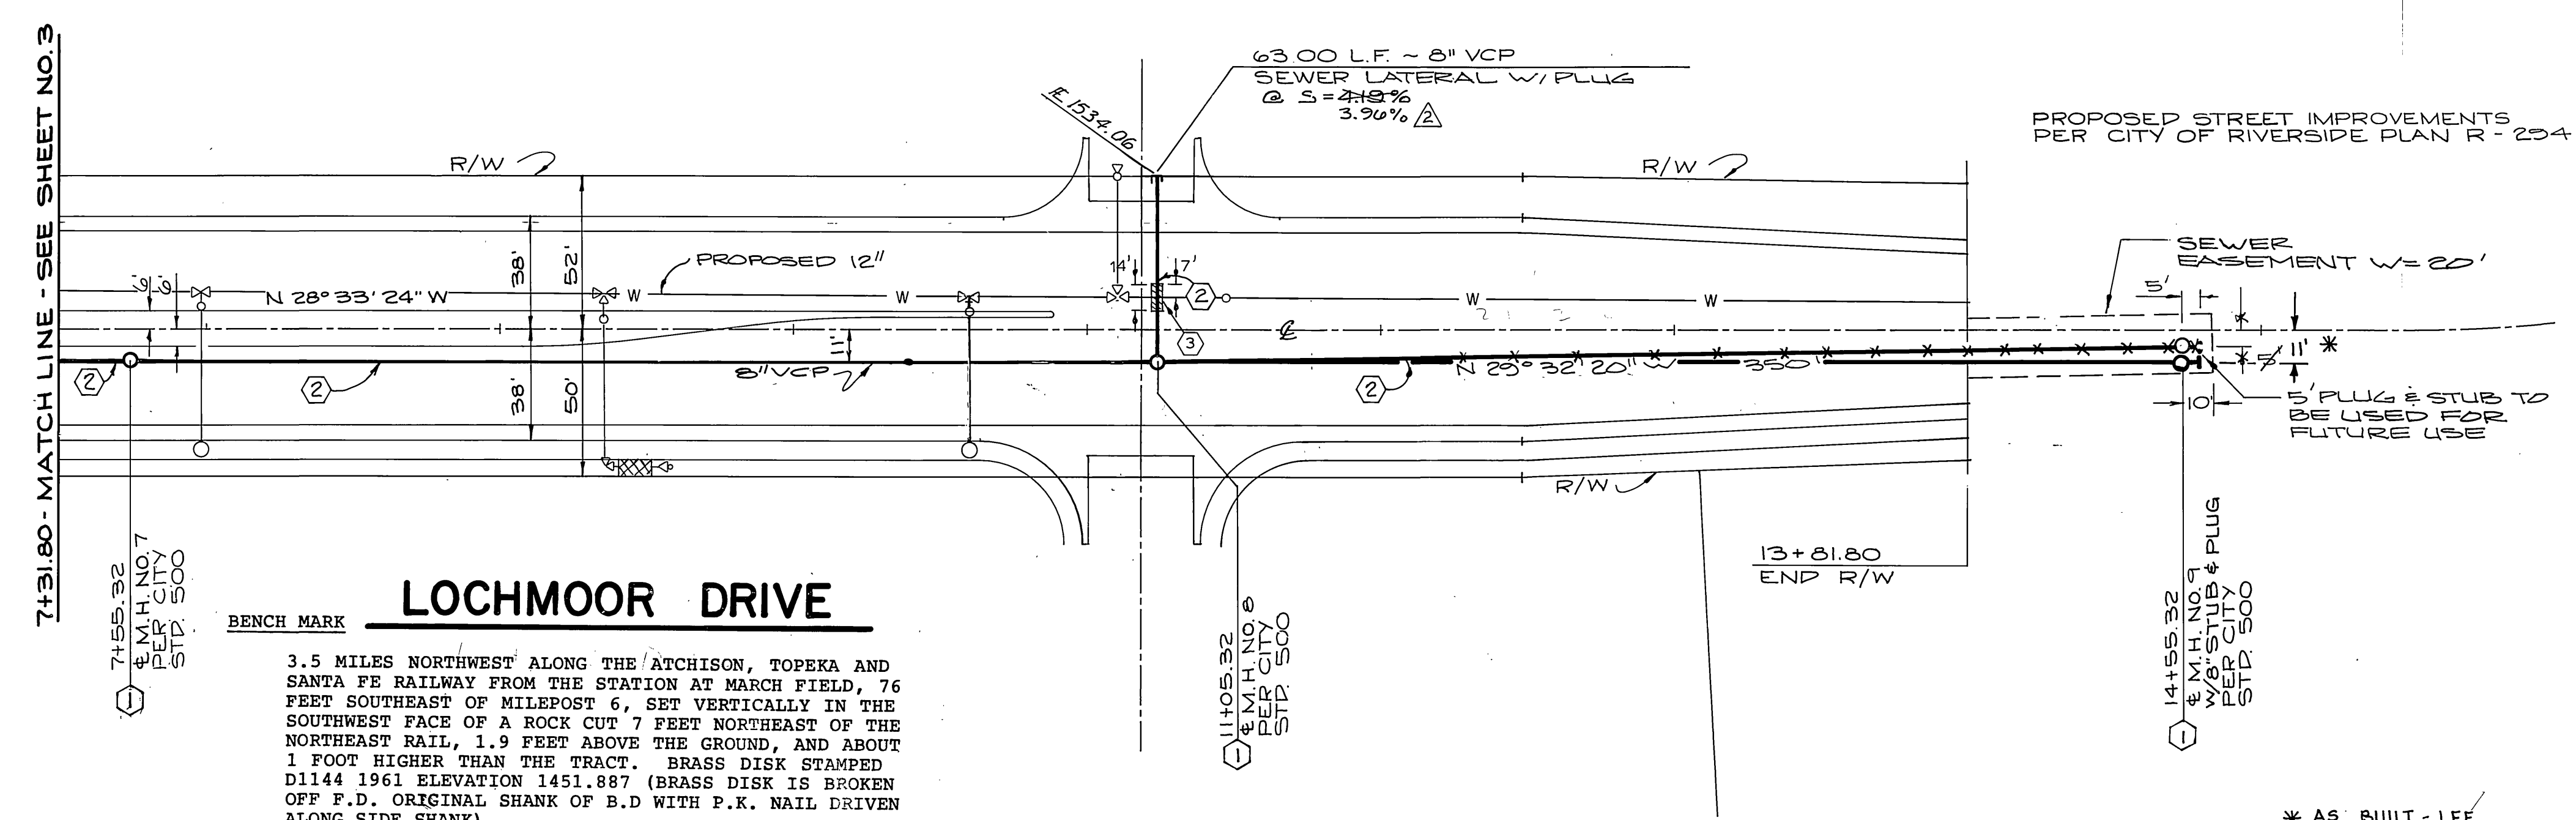 7+31.80 - MATCH LINE - SEE SHEET NO.3
63.00 L.F. ~ 8" VCP
SEWER LATERAL W/ PLUG
@ S = 4.19%
3.96% 2
℄ 1534.06
PROPOSED STREET IMPROVEMENTS
PER CITY OF RIVERSIDE PLAN R - 294
R/W
R/W
SEWER
EASEMENT W= 20'
PROPOSED 12"
38'
52'
6'
6'
14'
7'
5'
N 28° 33' 24" W
W
W
W
W
2
3
℄
11'
5'
11' *
2
2
8" VCP
38'
50'
2
N 29° 32' 20" W
350'
10'
5' PLUG & STUB TO
BE USED FOR
FUTURE USE
R/W
13+81.80
END R/W
7+55.32
℄ M.H. NO. 7
PER CITY
STD. 500
1
11+05.32
℄ M.H. NO. 8
PER CITY
STD. 500
1
14+55.32
℄ M.H. NO. 9
W/8" STUB & PLUG
PER CITY
STD. 500
1
LOCHMOOR DRIVE
BENCH MARK
3.5 MILES NORTHWEST ALONG THE ATCHISON, TOPEKA AND
SANTA FE RAILWAY FROM THE STATION AT MARCH FIELD, 76
FEET SOUTHEAST OF MILEPOST 6, SET VERTICALLY IN THE
SOUTHWEST FACE OF A ROCK CUT 7 FEET NORTHEAST OF THE
NORTHEAST RAIL, 1.9 FEET ABOVE THE GROUND, AND ABOUT
1 FOOT HIGHER THAN THE TRACT. BRASS DISK STAMPED
D1144 1961 ELEVATION 1451.887 (BRASS DISK IS BROKEN
OFF F.D. ORIGINAL SHANK OF B.D WITH P.K. NAIL DRIVEN
ALONG SIDE SHANK)
* AS BUILT - LEE